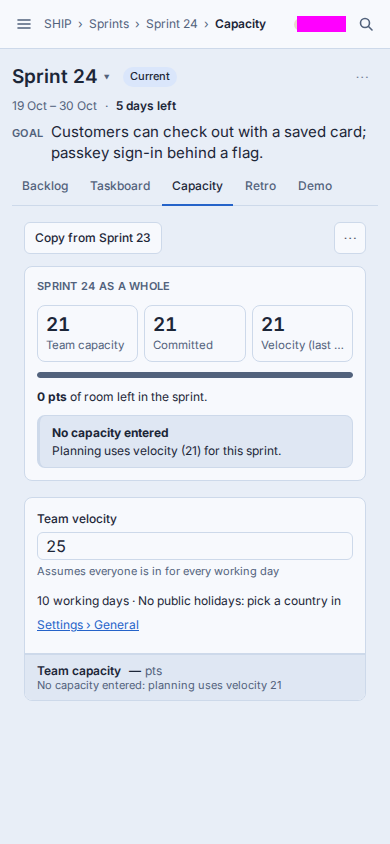 SHIP › Sprints › Sprint 24 › Capacity
Sprint 24 ▾ Current ...
19 Oct – 30 Oct · 5 days left
GOAL Customers can check out with a saved card;
passkey sign-in behind a flag.
Backlog Taskboard Capacity Retro Demo
Copy from Sprint 23 ...
SPRINT 24 AS A WHOLE
21 21 21
Team capacity Committed Velocity (last ...
0 pts of room left in the sprint.
No capacity entered
Planning uses velocity (21) for this sprint.
Team velocity
25
Assumes everyone is in for every working day
10 working days · No public holidays: pick a country in
Settings › General
Team capacity — pts
No capacity entered: planning uses velocity 21